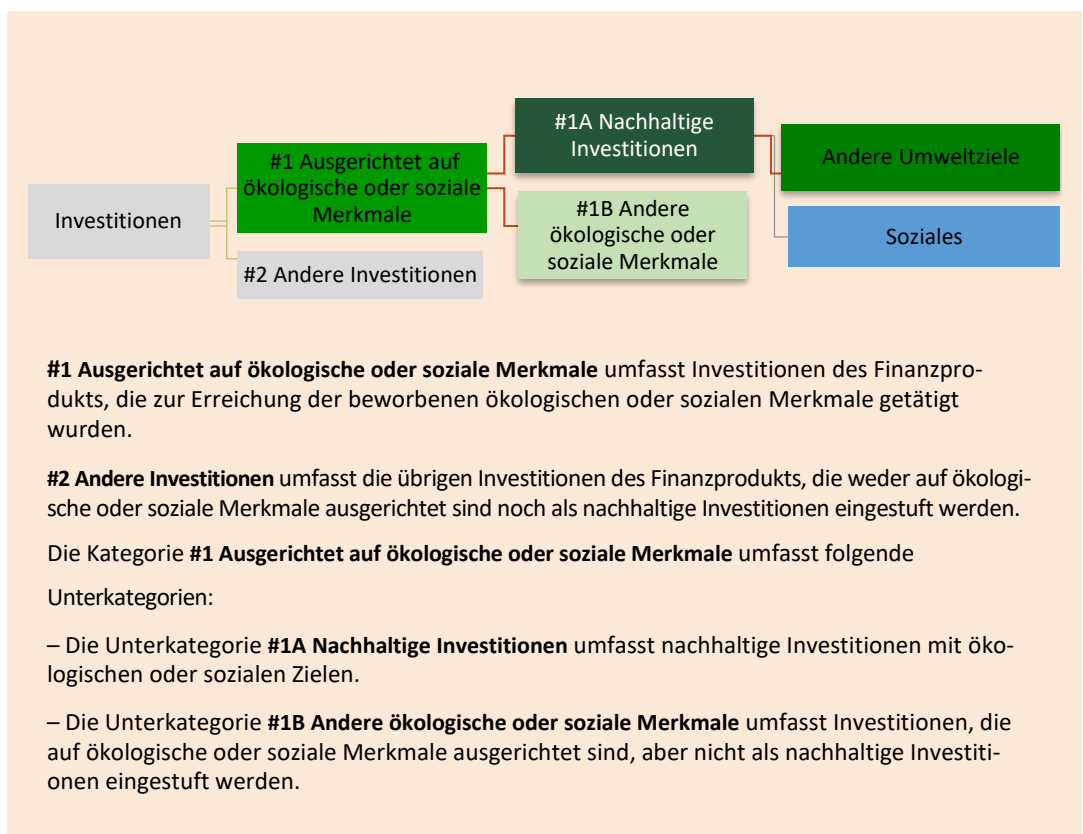 #1A Nachhaltige
Investitionen
Andere Umweltziele
#1 Ausgerichtet auf
ökologische oder soziale
Merkmale
Investitionen
#1B Andere
ökologische oder
soziale Merkmale
Soziales
#2 Andere Investitionen
#1 Ausgerichtet auf ökologische oder soziale Merkmale umfasst Investitionen des Finanzpro-
dukts, die zur Erreichung der beworbenen ökologischen oder sozialen Merkmale getätigt
wurden.
#2 Andere Investitionen umfasst die übrigen Investitionen des Finanzprodukts, die weder auf ökologi-
sche oder soziale Merkmale ausgerichtet sind noch als nachhaltige Investitionen eingestuft werden.
Die Kategorie #1 Ausgerichtet auf ökologische oder soziale Merkmale umfasst folgende
Unterkategorien:
– Die Unterkategorie #1A Nachhaltige Investitionen umfasst nachhaltige Investitionen mit öko-
logischen oder sozialen Zielen.
– Die Unterkategorie #1B Andere ökologische oder soziale Merkmale umfasst Investitionen, die
auf ökologische oder soziale Merkmale ausgerichtet sind, aber nicht als nachhaltige Investiti-
onen eingestuft werden.